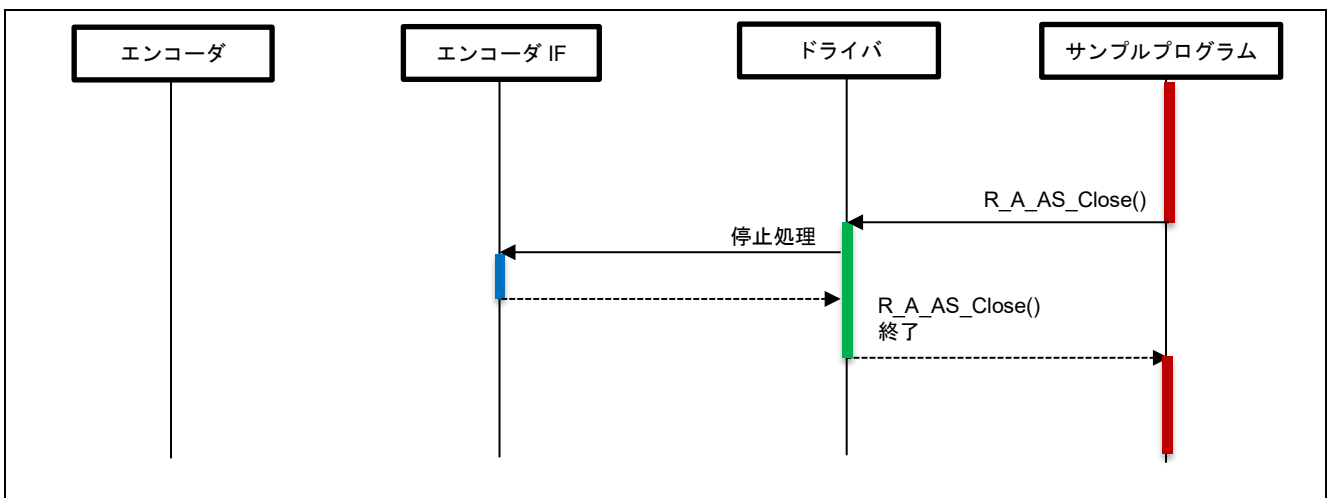 エンコーダ
エンコーダ IF
ドライバ
サンプルプログラム
R_A_AS_Close()
停止処理
R_A_AS_Close()
終了